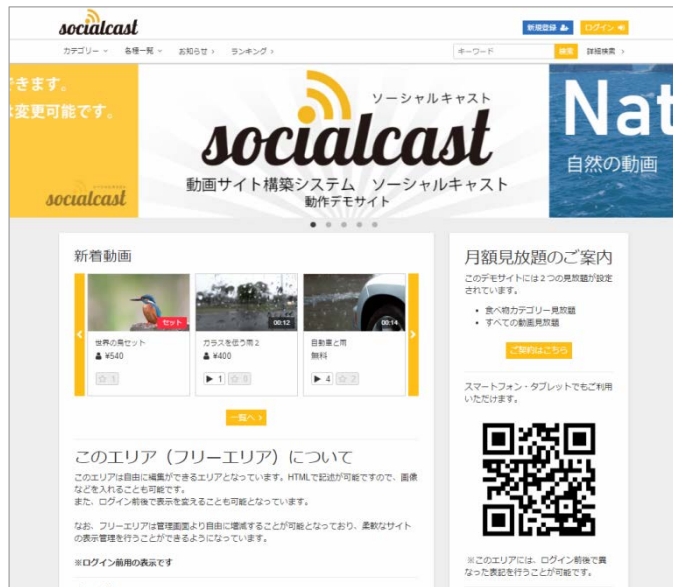 socialcast
新規登録
ログイン
カテゴリー
各種一覧
お知らせ
ランキング
キーワード
検索
詳細検索
できます。
変更可能です。
socialcast
ソーシャルキャスト
socialcast
動画サイト構築システム ソーシャルキャスト
動作デモサイト
Nat
自然の動画
新着動画
セット
世界の鳥セット
¥540
☆ 1
00:12
ガラスを伝う雨2
¥400
▶ 1 ☆ 8
00:14
自動車と雨
無料
▶ 4 ☆ 2
一覧へ
このエリア（フリーエリア）について
このエリアは自由に編集ができるエリアとなっています。HTMLで記述が可能ですので、画像
などを入れることも可能です。
また、ログイン前後で表示を変えることも可能となっています。
なお、フリーエリアは管理画面より自由に増減することが可能となっており、柔軟なサイト
の表示管理を行うことができるようになっています。
※ログイン前用の表示です
月額見放題のご案内
このデモサイトには２つの見放題が設定
されています。
• 食べ物カテゴリー見放題
• すべての動画見放題
ご契約はこちら
スマートフォン・タブレットでもご利用
いただけます。
※このエリアには、ログイン前後で異
なった表記を行うことが可能です。